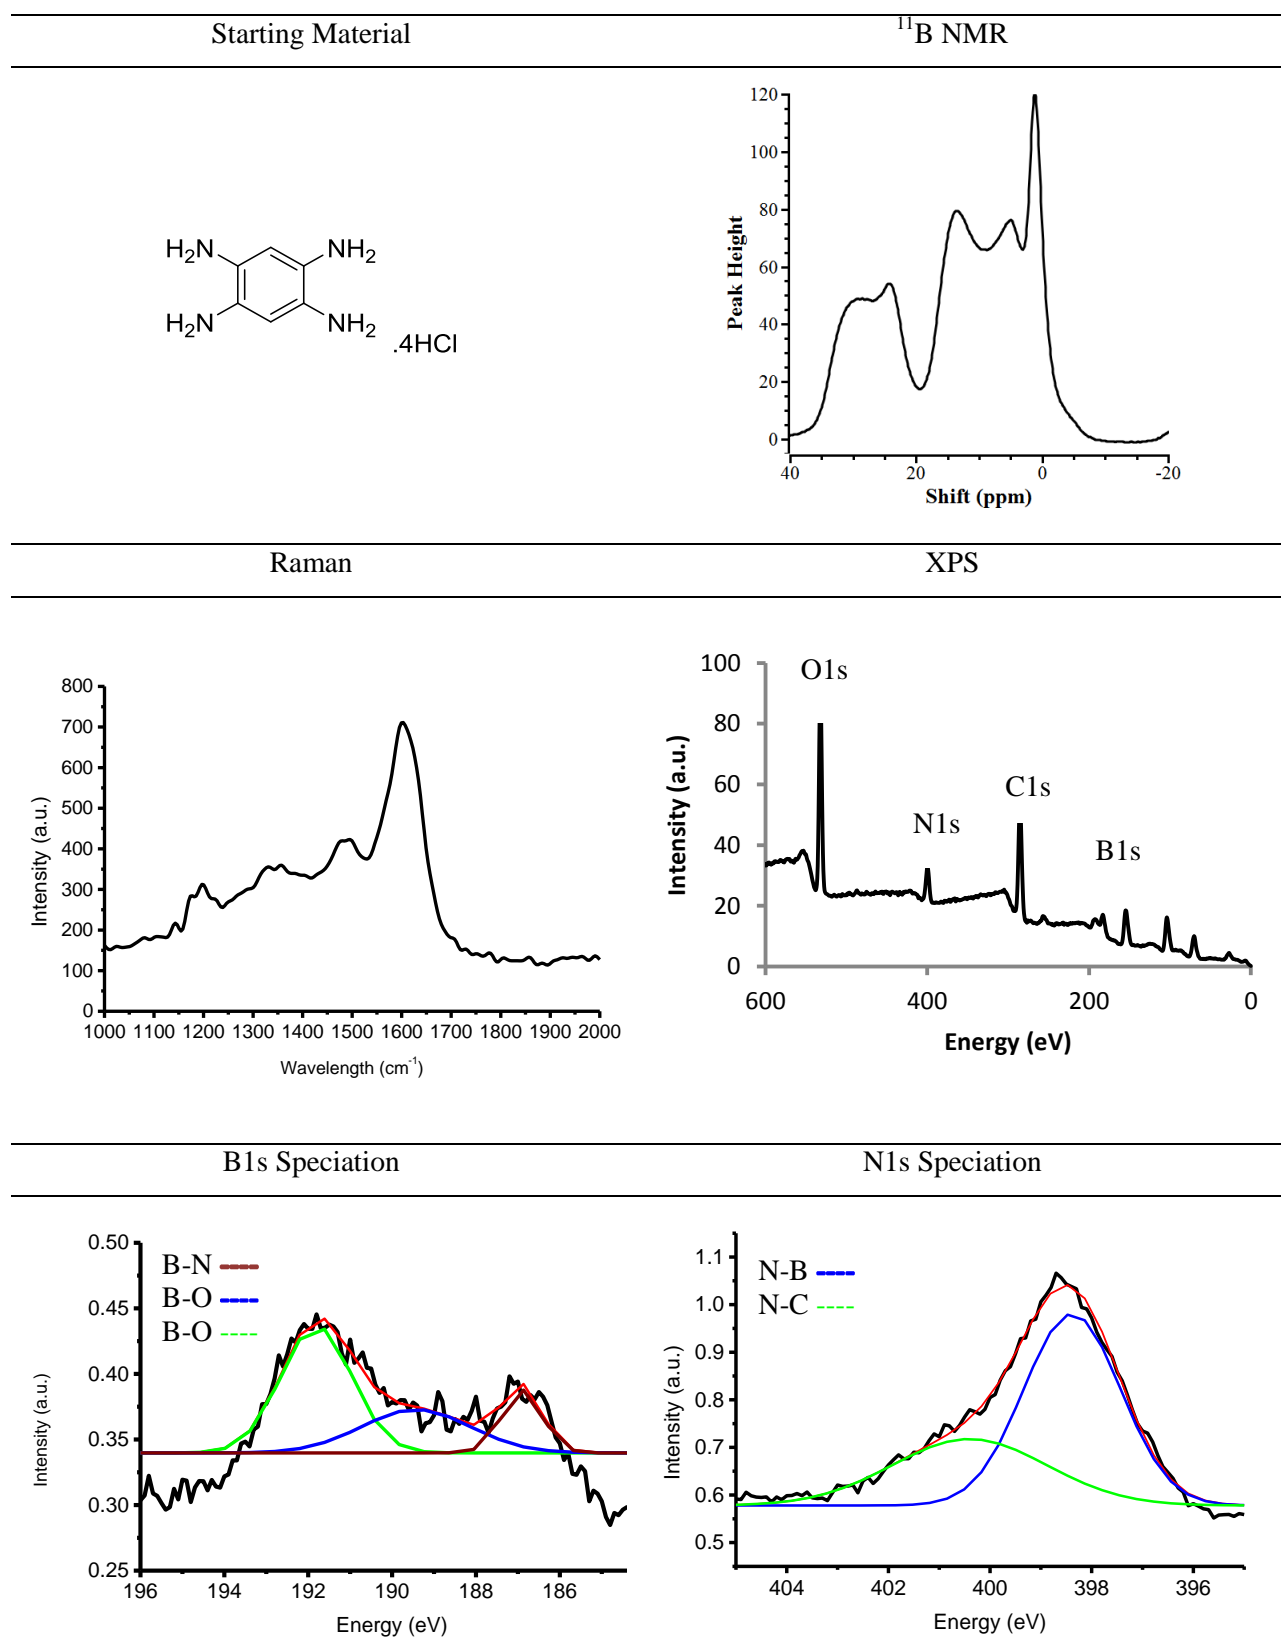 Starting Material
¹¹B NMR
H₂N NH₂
H₂N NH₂
.4HCl
120
100
80
60
40
20
0
Peak Height
40 20 0 -20
Shift (ppm)
Raman
XPS
800
700
600
500
400
300
200
100
0
Intensity (a.u.)
1000 1100 1200 1300 1400 1500 1600 1700 1800 1900 2000
Wavelength (cm⁻¹)
100
80
60
40
20
0
Intensity (a.u.)
O1s
N1s
C1s
B1s
600 400 200 0
Energy (eV)
B1s Speciation
N1s Speciation
0.50
0.45
0.40
0.35
0.30
0.25
Intensity (a.u.)
B-N
B-O
B-O
196 194 192 190 188 186
Energy (eV)
1.1
1.0
0.9
0.8
0.7
0.6
0.5
Intensity (a.u.)
N-B
N-C
404 402 400 398 396
Energy (eV)